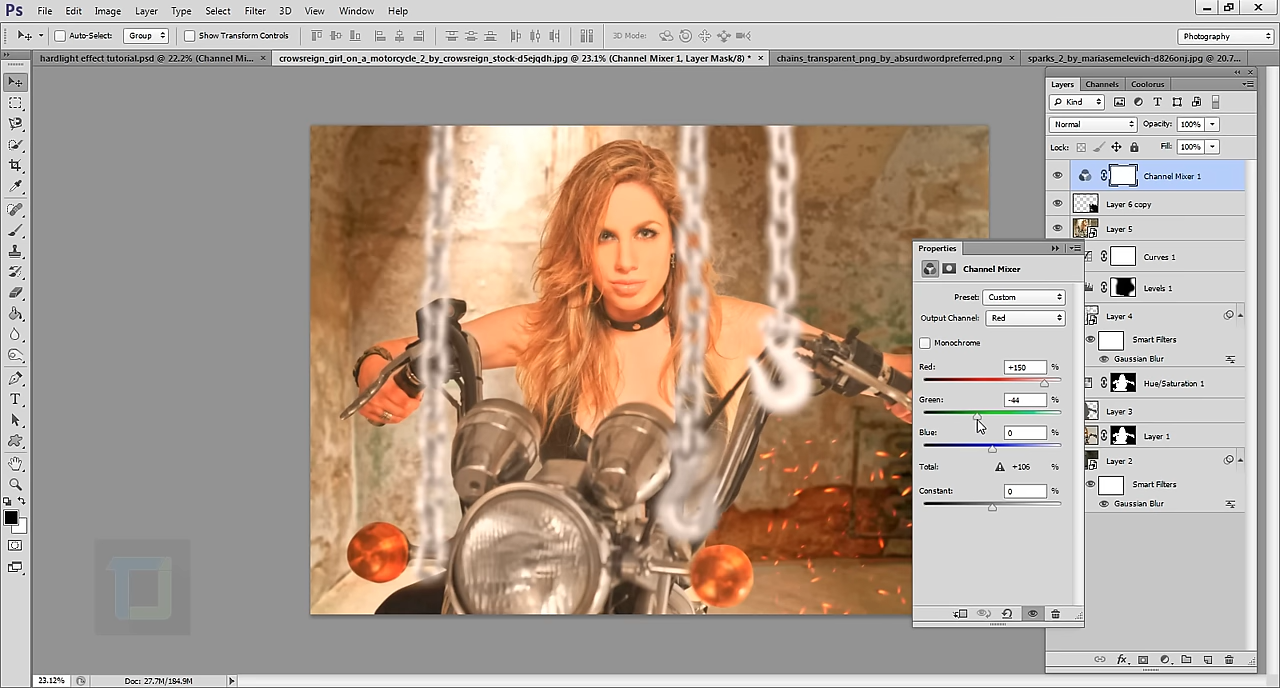 Ps File Edit Image Layer Type Select Filter 3D View Window Help
Auto-Select: Group Show Transform Controls 3D Mode: Photography
hardlight effect tutorial.psd @ 22.2% (Channel Mi... × crowsreign_girl_on_a_motorcycle_2_by_crowsreign_stock-d5ejqdh.jpg @ 23.1% (Channel Mixer 1, Layer Mask/8) * × chains_transparent_png_by_absurdwordpreferred.png × sparks_2_by_mariasemelevich-d826onj.jpg @ 20.7...
Layers Channels Coolorus
Kind
Normal Opacity: 100%
Lock: Fill: 100%
Channel Mixer 1
Layer 6 copy
Layer 5
Curves 1
Levels 1
Layer 4
Smart Filters
Gaussian Blur
Hue/Saturation 1
Layer 3
Layer 1
Layer 2
Smart Filters
Gaussian Blur
Properties
Channel Mixer
Preset: Custom
Output Channel: Red
Monochrome
Red: +150 %
Green: -44 %
Blue: 0 %
Total: +106 %
Constant: 0 %
23.12% Doc: 27.7M/184.9M